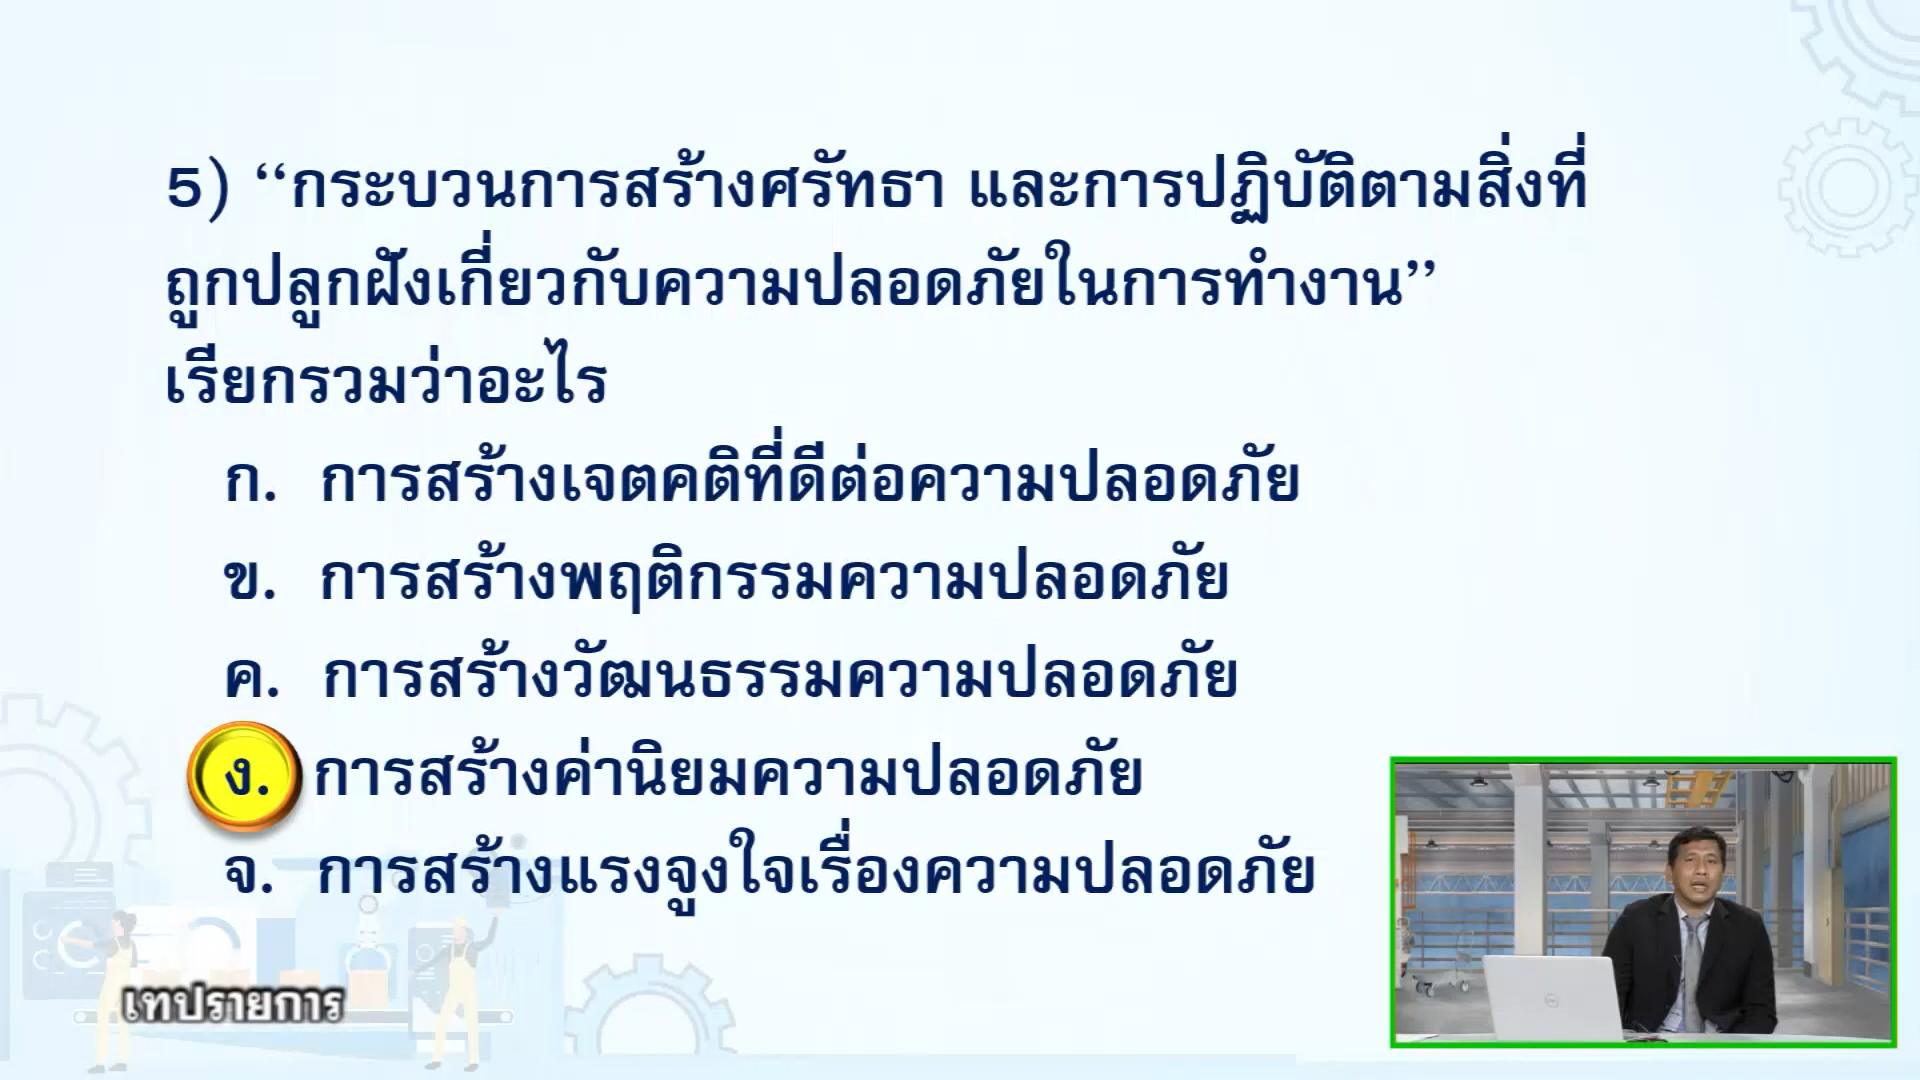 5) “กระบวนการสร้างศรัทธา และการปฏิบัติตามสิ่งที่
ถูกปลูกฝังเกี่ยวกับความปลอดภัยในการทำงาน”
เรียกรวมว่าอะไร
ก. การสร้างเจตคติที่ดีต่อความปลอดภัย
ข. การสร้างพฤติกรรมความปลอดภัย
ค. การสร้างวัฒนธรรมความปลอดภัย
ง. การสร้างค่านิยมความปลอดภัย
จ. การสร้างแรงจูงใจเรื่องความปลอดภัย
เทปรายการ